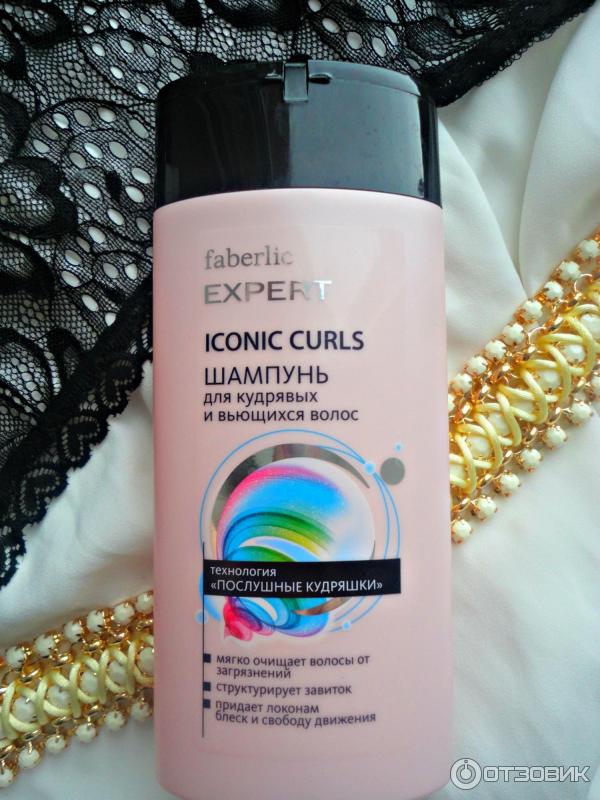 faberlic
EXPERT
ICONIC CURLS
ШАМПУНЬ
для кудрявых
и вьющихся волос
технология
«ПОСЛУШНЫЕ КУДРЯШКИ»
мягко очищает волосы от
загрязнений
структурирует завиток
придает локонам
блеск и свободу движения
ОТЗОВИК